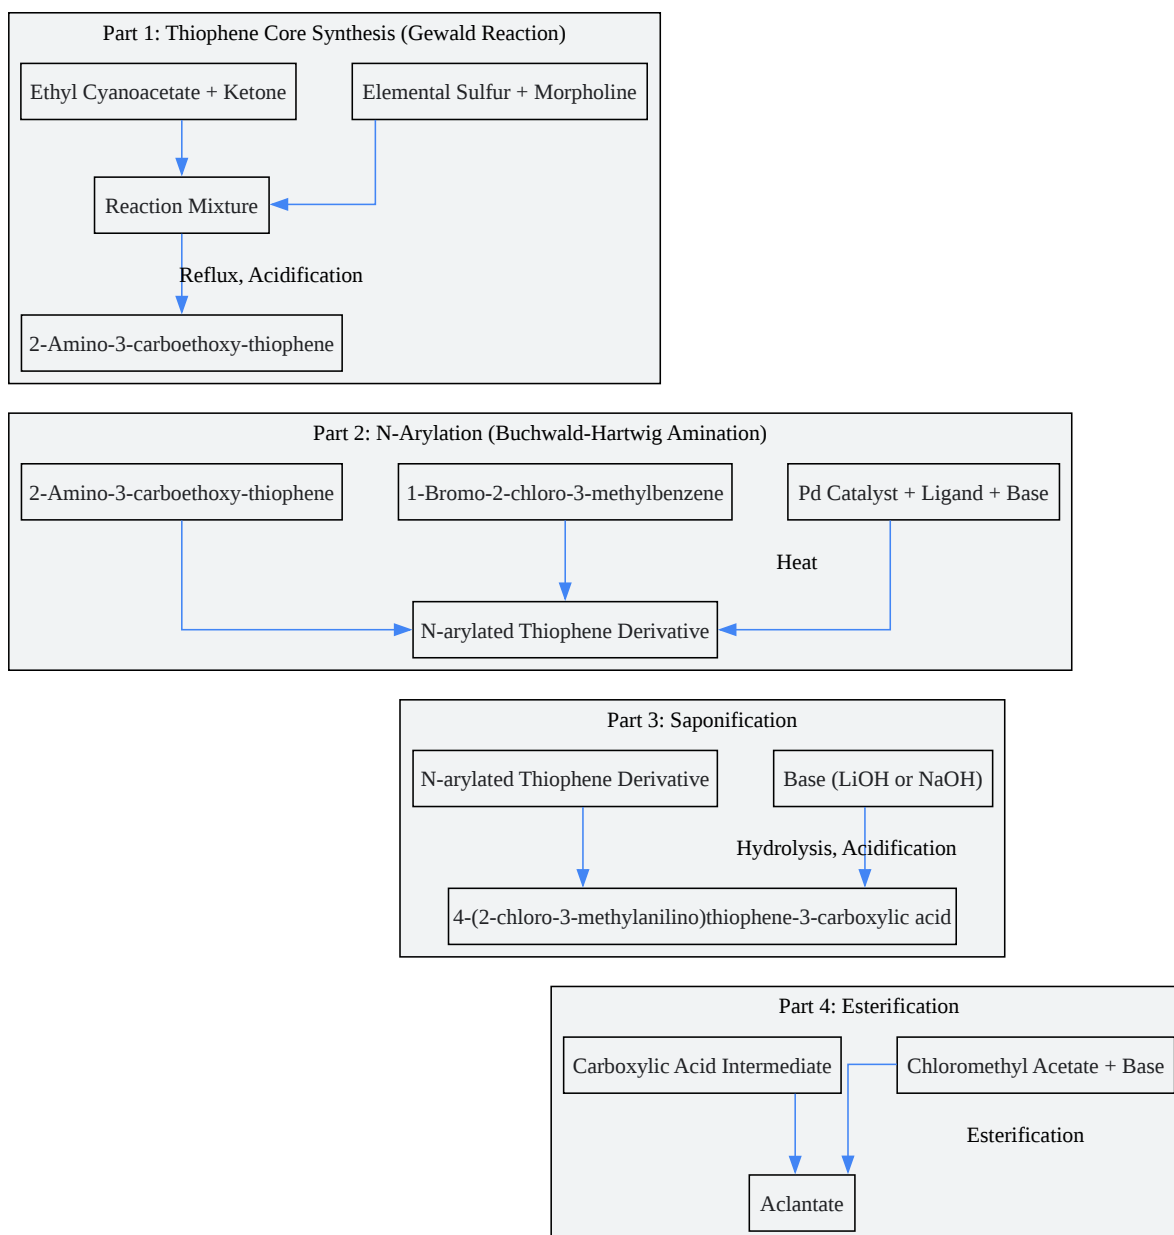 Part 1: Thiophene Core Synthesis (Gewald Reaction)
Ethyl Cyanoacetate + Ketone
Elemental Sulfur + Morpholine
Reaction Mixture
Reflux, Acidification
2-Amino-3-carboethoxy-thiophene
Part 2: N-Arylation (Buchwald-Hartwig Amination)
2-Amino-3-carboethoxy-thiophene
1-Bromo-2-chloro-3-methylbenzene
Pd Catalyst + Ligand + Base
Heat
N-arylated Thiophene Derivative
Part 3: Saponification
N-arylated Thiophene Derivative
Base (LiOH or NaOH)
Hydrolysis, Acidification
4-(2-chloro-3-methylanilino)thiophene-3-carboxylic acid
Part 4: Esterification
Carboxylic Acid Intermediate
Chloromethyl Acetate + Base
Esterification
Aclantate